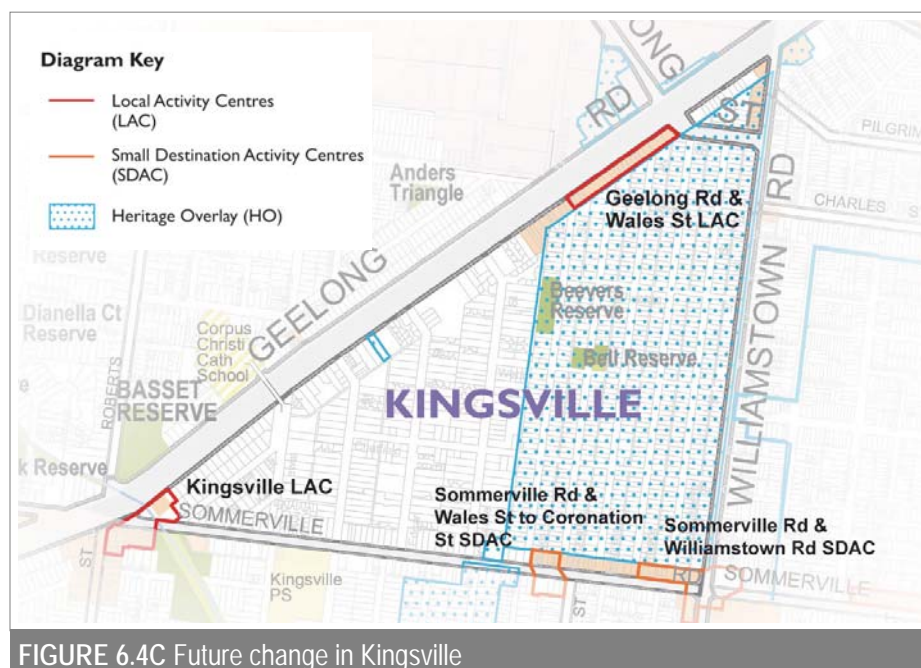 Diagram Key
Local Activity Centres
(LAC)
Small Destination Activity Centres
(SDAC)
Heritage Overlay (HO)
ONG
RD
ST
PILGRIM
RD
CHARLES S
Anders
Triangle
Geelong Rd &
Wales St LAC
Reserve
Dianella Ct
Reserve
Corpus
Christi
Cath
School
GEELONG
Beevers
Reserve
Bell Reserve
WILLIAMSTOWN
ROBERTS
BASSET
RESERVE
KINGSVILLE
k Reserve
Kingsville LAC
SOMMERVILLE
Sommerville Rd &
Wales St to Coronation
St SDAC
Sommerville Rd &
Williamstown Rd SDAC
ST
Kingsville
PS
ST
RD
SOMMERVILLE
FIGURE 6.4C Future change in Kingsville